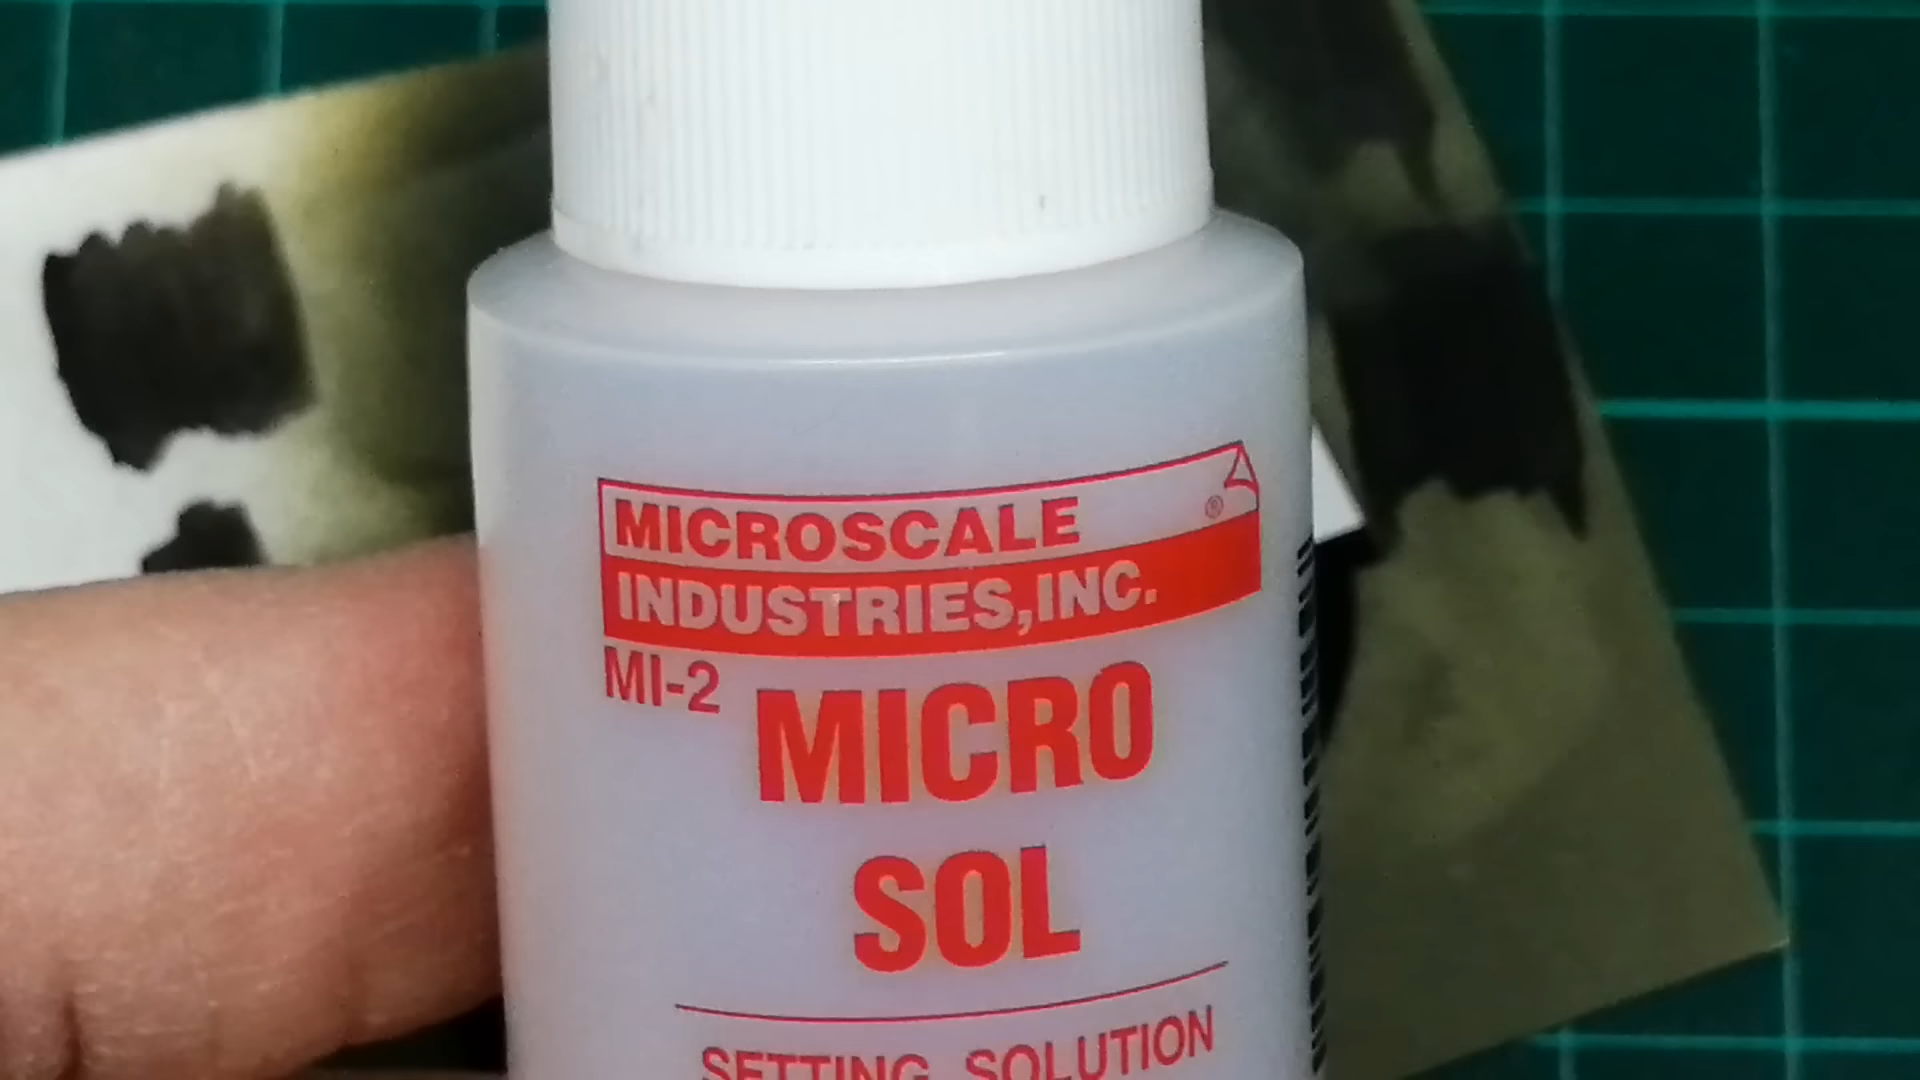 MICROSCALE
®
INDUSTRIES,INC.
MI-2
MICRO
SOL
SETTING SOLUTION